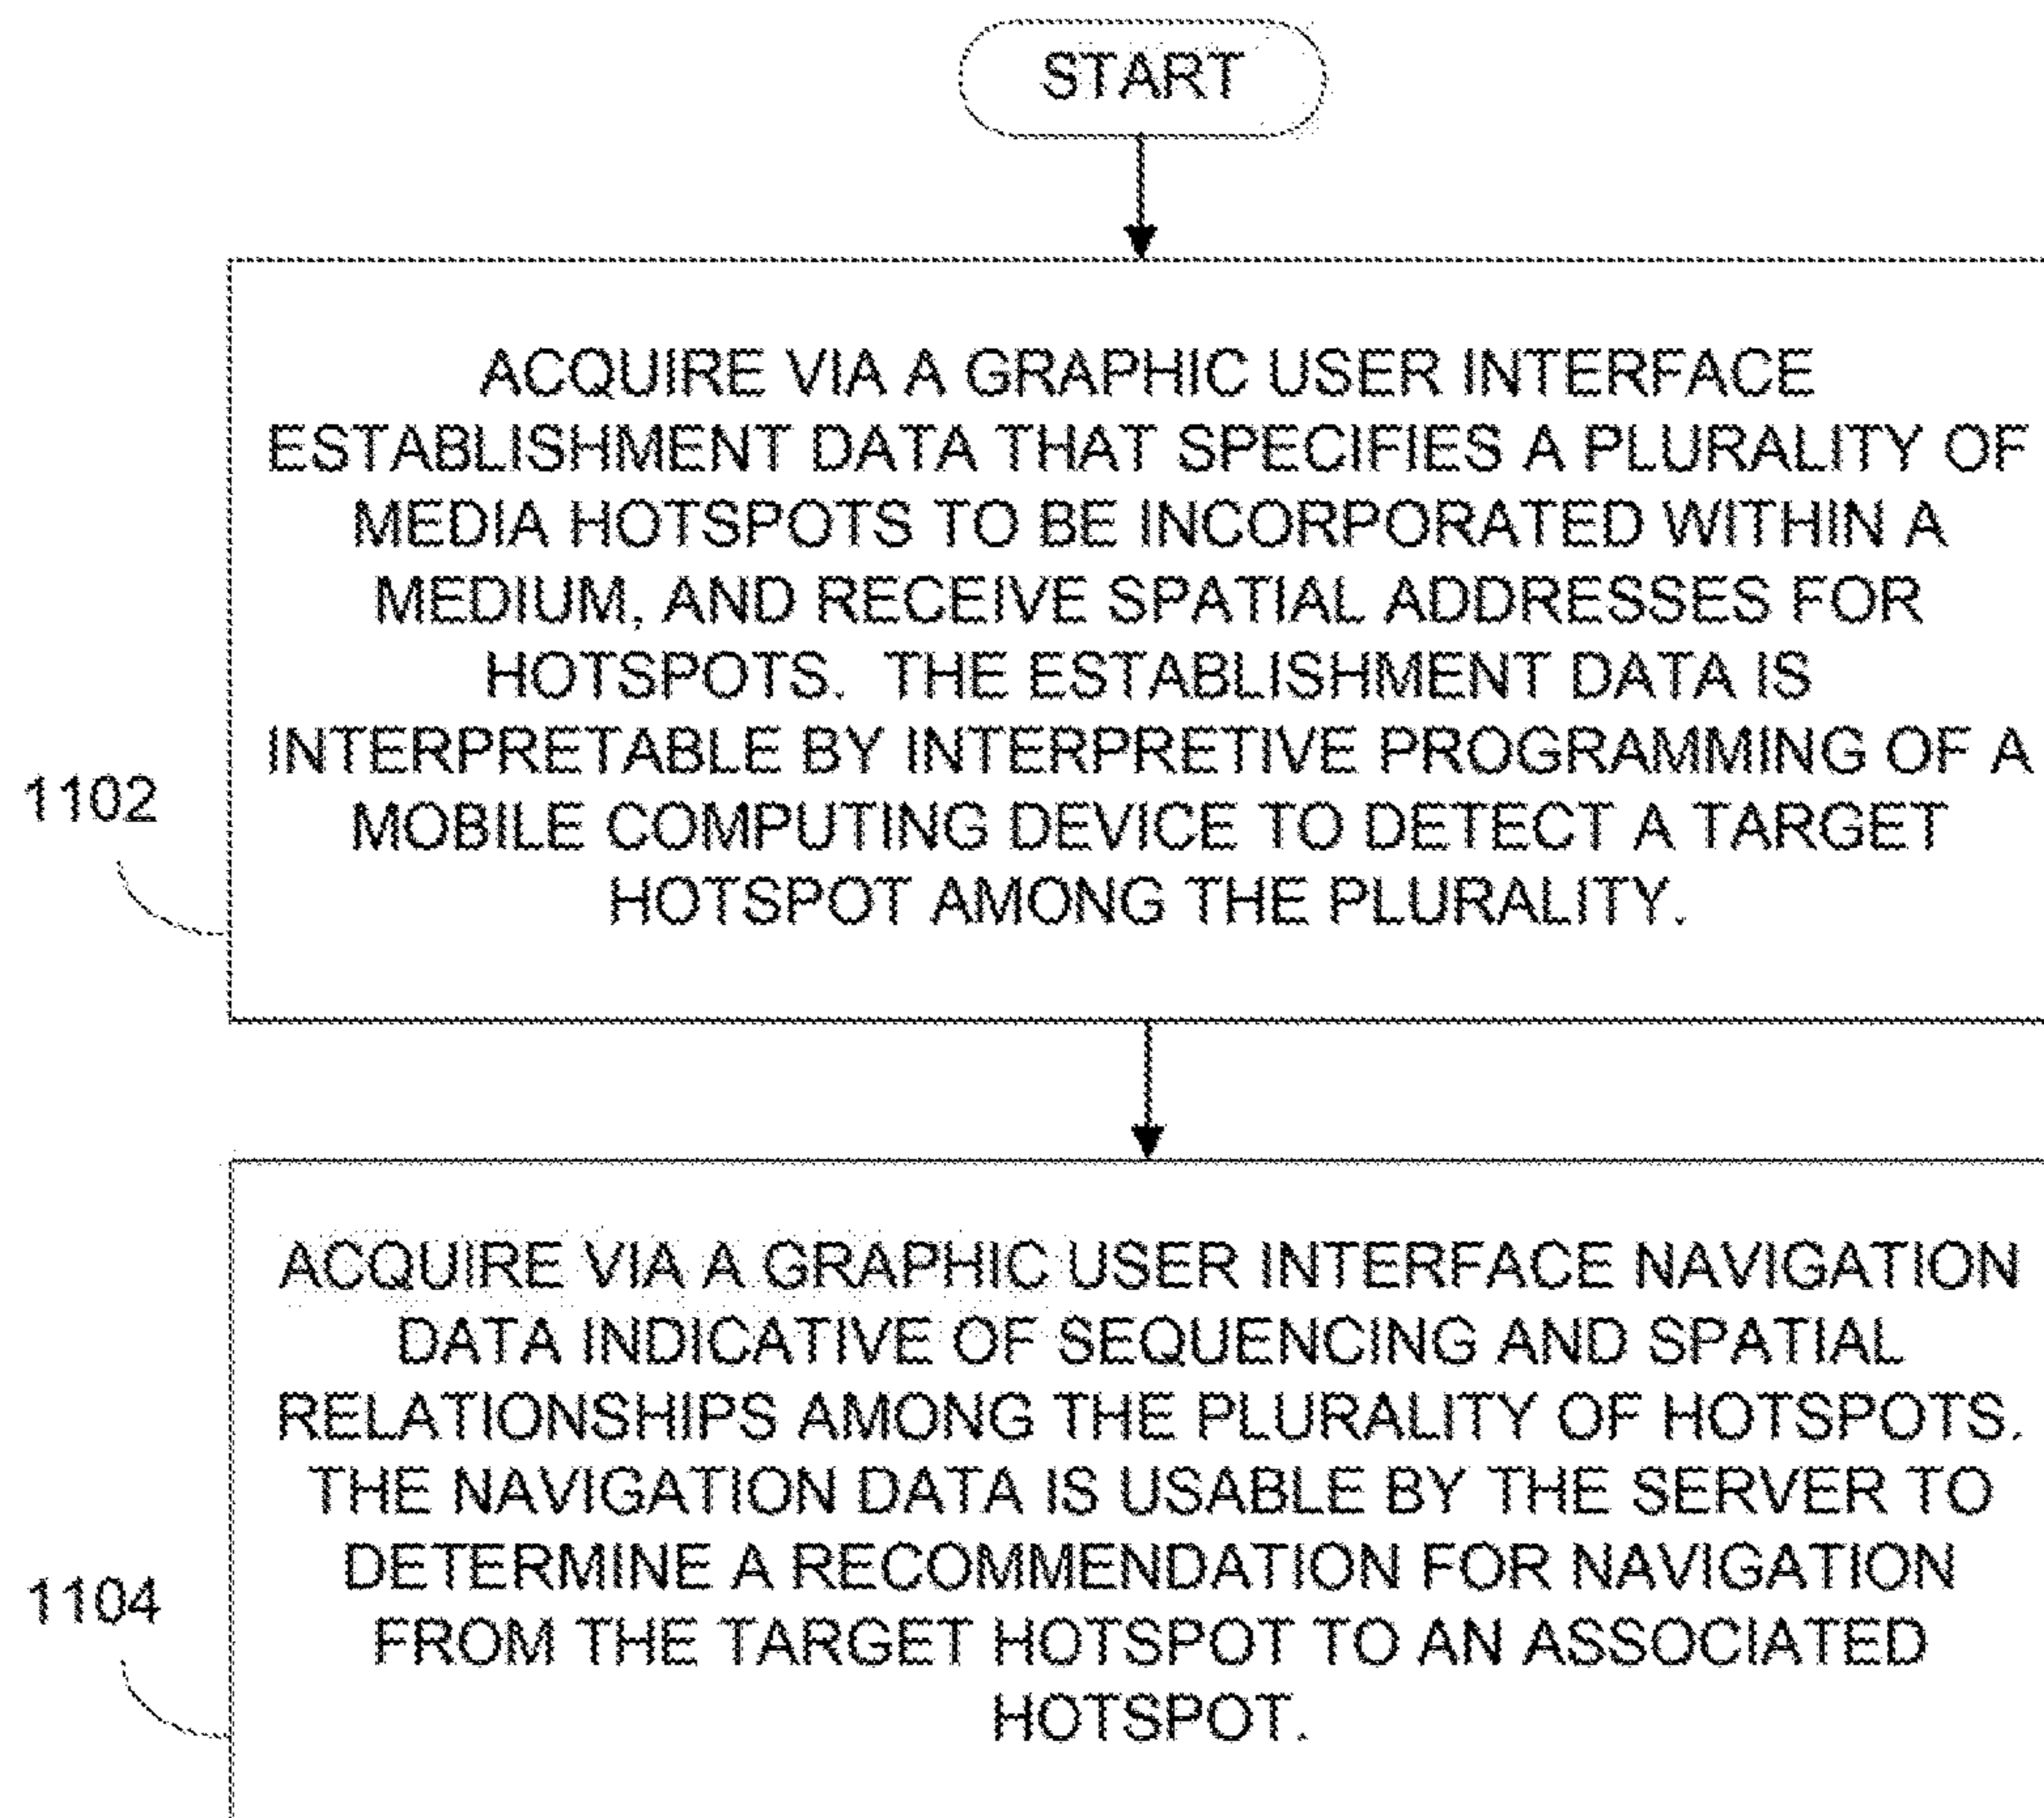 START
ACQUIRE VIA A GRAPHIC USER INTERFACE
ESTABLISHMENT DATA THAT SPECIFIES A PLURALITY OF
MEDIA HOTSPOTS TO BE INCORPORATED WITHIN A
MEDIUM, AND RECEIVE SPATIAL ADDRESSES FOR
HOTSPOTS. THE ESTABLISHMENT DATA IS
INTERPRETABLE BY INTERPRETIVE PROGRAMMING OF A
MOBILE COMPUTING DEVICE TO DETECT A TARGET
HOTSPOT AMONG THE PLURALITY.
1102
ACQUIRE VIA A GRAPHIC USER INTERFACE NAVIGATION
DATA INDICATIVE OF SEQUENCING AND SPATIAL
RELATIONSHIPS AMONG THE PLURALITY OF HOTSPOTS.
THE NAVIGATION DATA IS USABLE BY THE SERVER TO
DETERMINE A RECOMMENDATION FOR NAVIGATION
FROM THE TARGET HOTSPOT TO AN ASSOCIATED
HOTSPOT.
1104